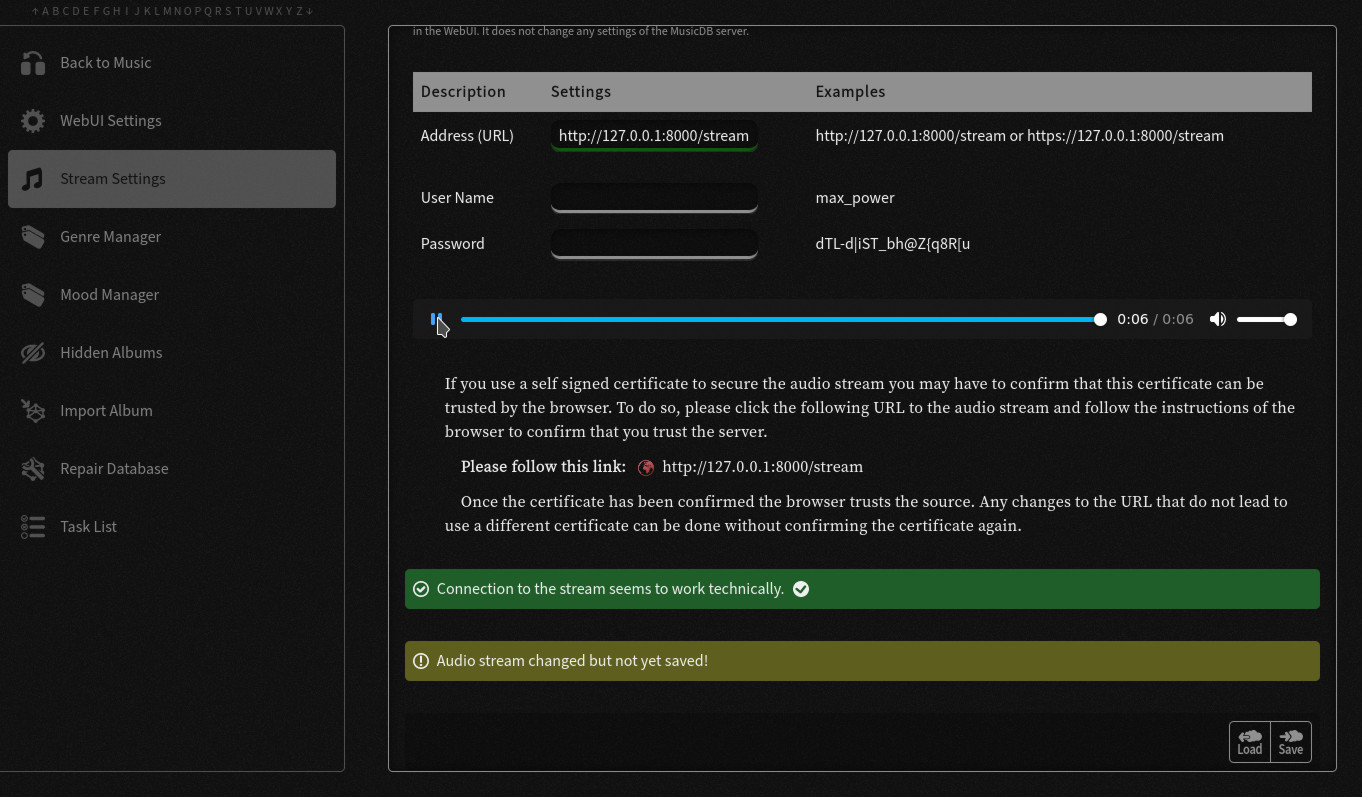 ↑ A B C D E F G H I J K L M N O P Q R S T U V W X Y Z ↓
Back to Music
WebUI Settings
Stream Settings
Genre Manager
Mood Manager
Hidden Albums
Import Album
Repair Database
Task List
in the WebUI. It does not change any settings of the MusicDB server.
Description Settings Examples
Address (URL) http://127.0.0.1:8000/stream http://127.0.0.1:8000/stream or https://127.0.0.1:8000/stream
User Name max_power
Password dTL-d|iST_bh@Z{q8R[u
0:06 / 0:06
If you use a self signed certificate to secure the audio stream you may have to confirm that this certificate can be
trusted by the browser. To do so, please click the following URL to the audio stream and follow the instructions of the
browser to confirm that you trust the server.
Please follow this link: http://127.0.0.1:8000/stream
Once the certificate has been confirmed the browser trusts the source. Any changes to the URL that do not lead to
use a different certificate can be done without confirming the certificate again.
Connection to the stream seems to work technically.
Audio stream changed but not yet saved!
Load Save